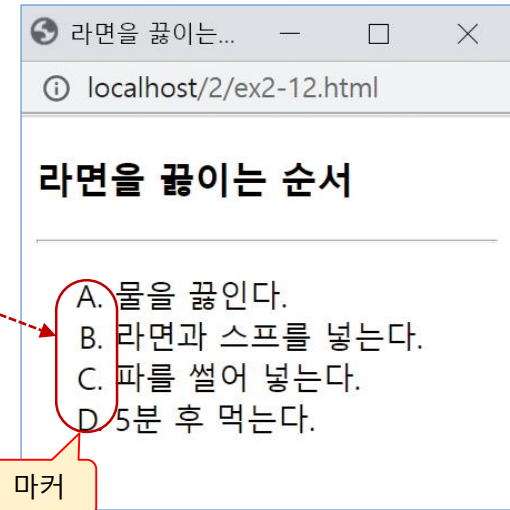 라면을 끓이는...
localhost/2/ex2-12.html
라면을 끓이는 순서
A. 물을 끓인다.
B. 라면과 스프를 넣는다.
C. 파를 썰어 넣는다.
D. 5분 후 먹는다.
마커